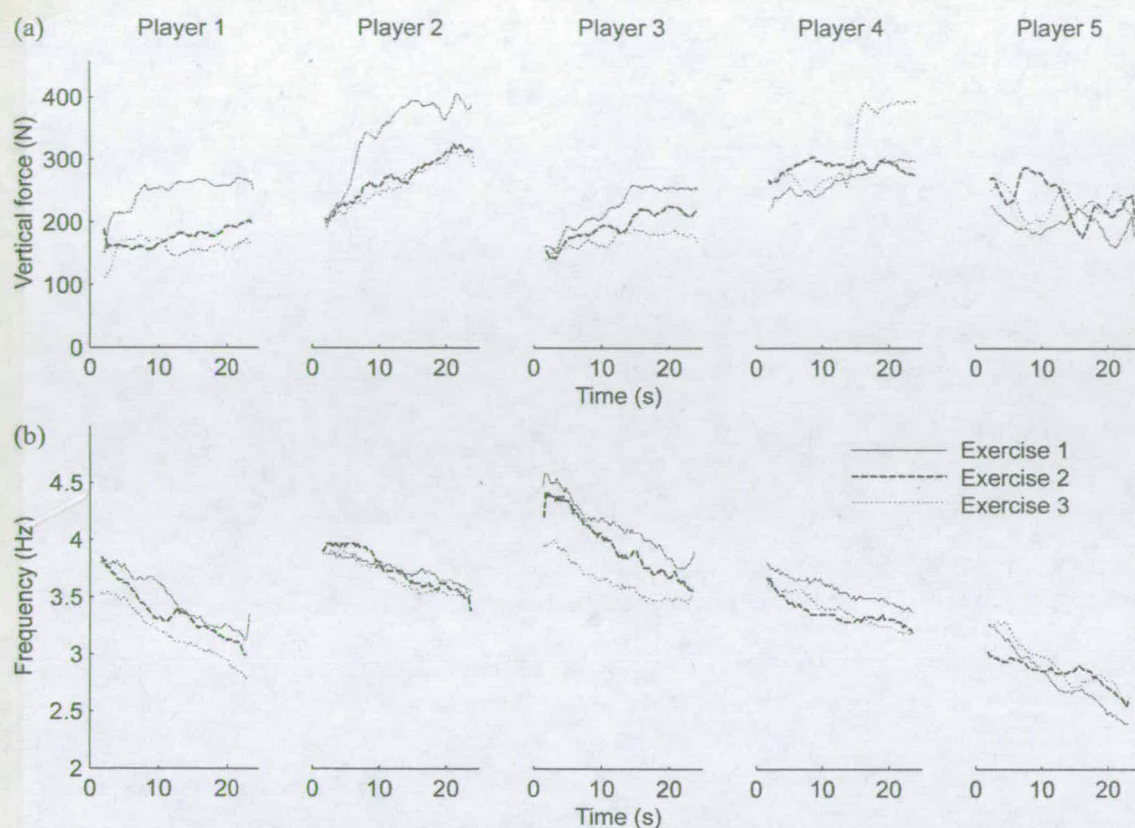 (a) Player 1 Player 2 Player 3 Player 4 Player 5
Vertical force (N)
400
300
200
100
0
0 10 20 0 10 20 0 10 20 0 10 20 0 10 20
Time (s)
(b)
Frequency (Hz)
4.5
4
3.5
3
2.5
2
Exercise 1
Exercise 2
Exercise 3
0 10 20 0 10 20 0 10 20 0 10 20 0 10 20
Time (s)